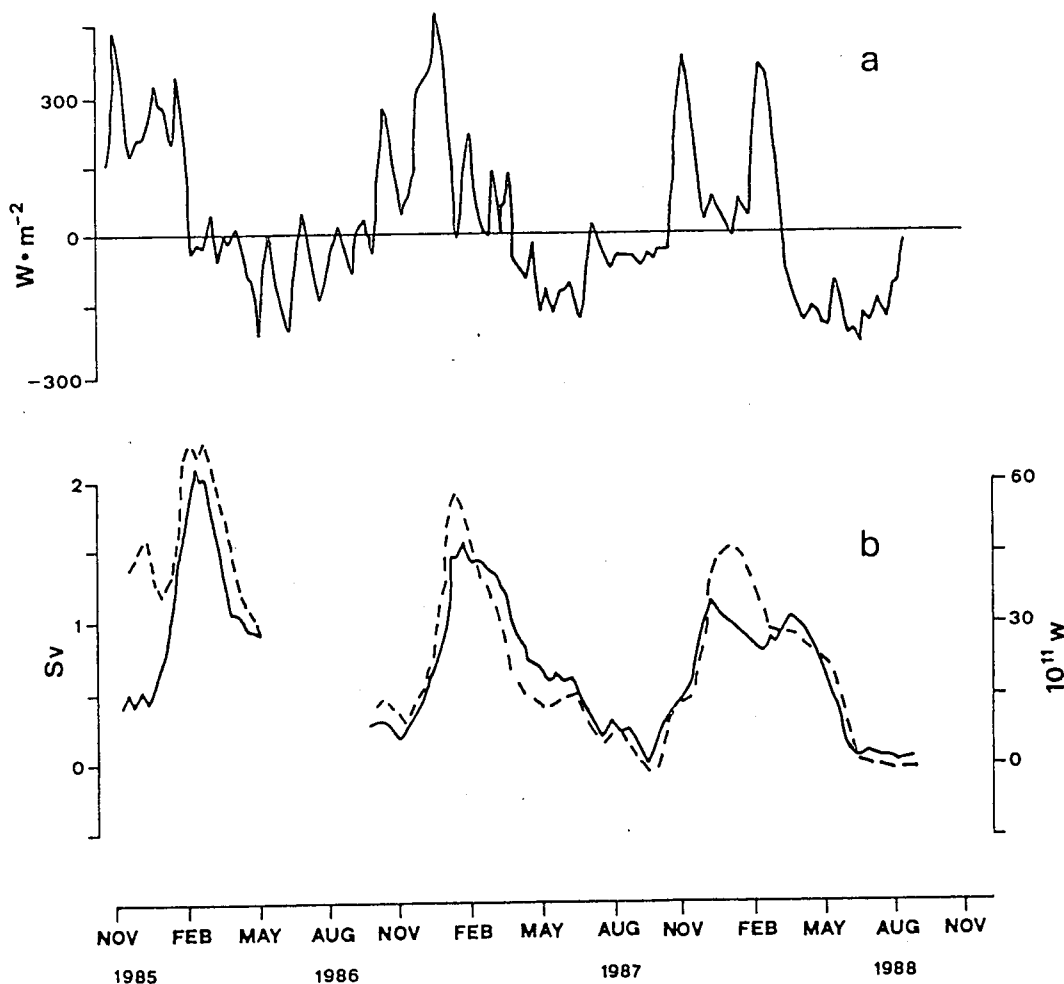 a
300
0
-300
W•m⁻²
b
2
1
0
Sv
60
30
0
10¹¹ W
NOV FEB MAY AUG NOV FEB MAY AUG NOV FEB MAY AUG NOV
1985 1986 1987 1988